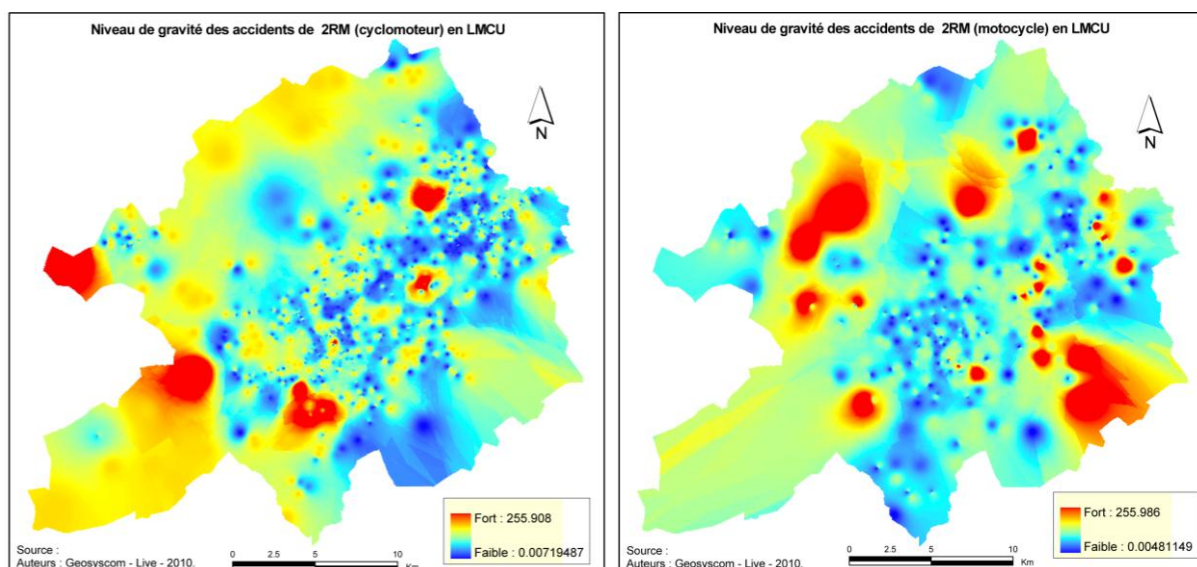 Niveau de gravité des accidents de 2RM (cyclomoteur) en LMCU
N
Fort : 255.908
Faible : 0.00719487
Source :
Auteurs : Geosyscom - Live - 2010.
0 2.5 5 10
Km
Niveau de gravité des accidents de 2RM (motocycle) en LMCU
N
Fort : 255.986
Faible : 0.00481149
Source :
Auteurs : Geosyscom - Live - 2010.
0 2.5 5 10
Km